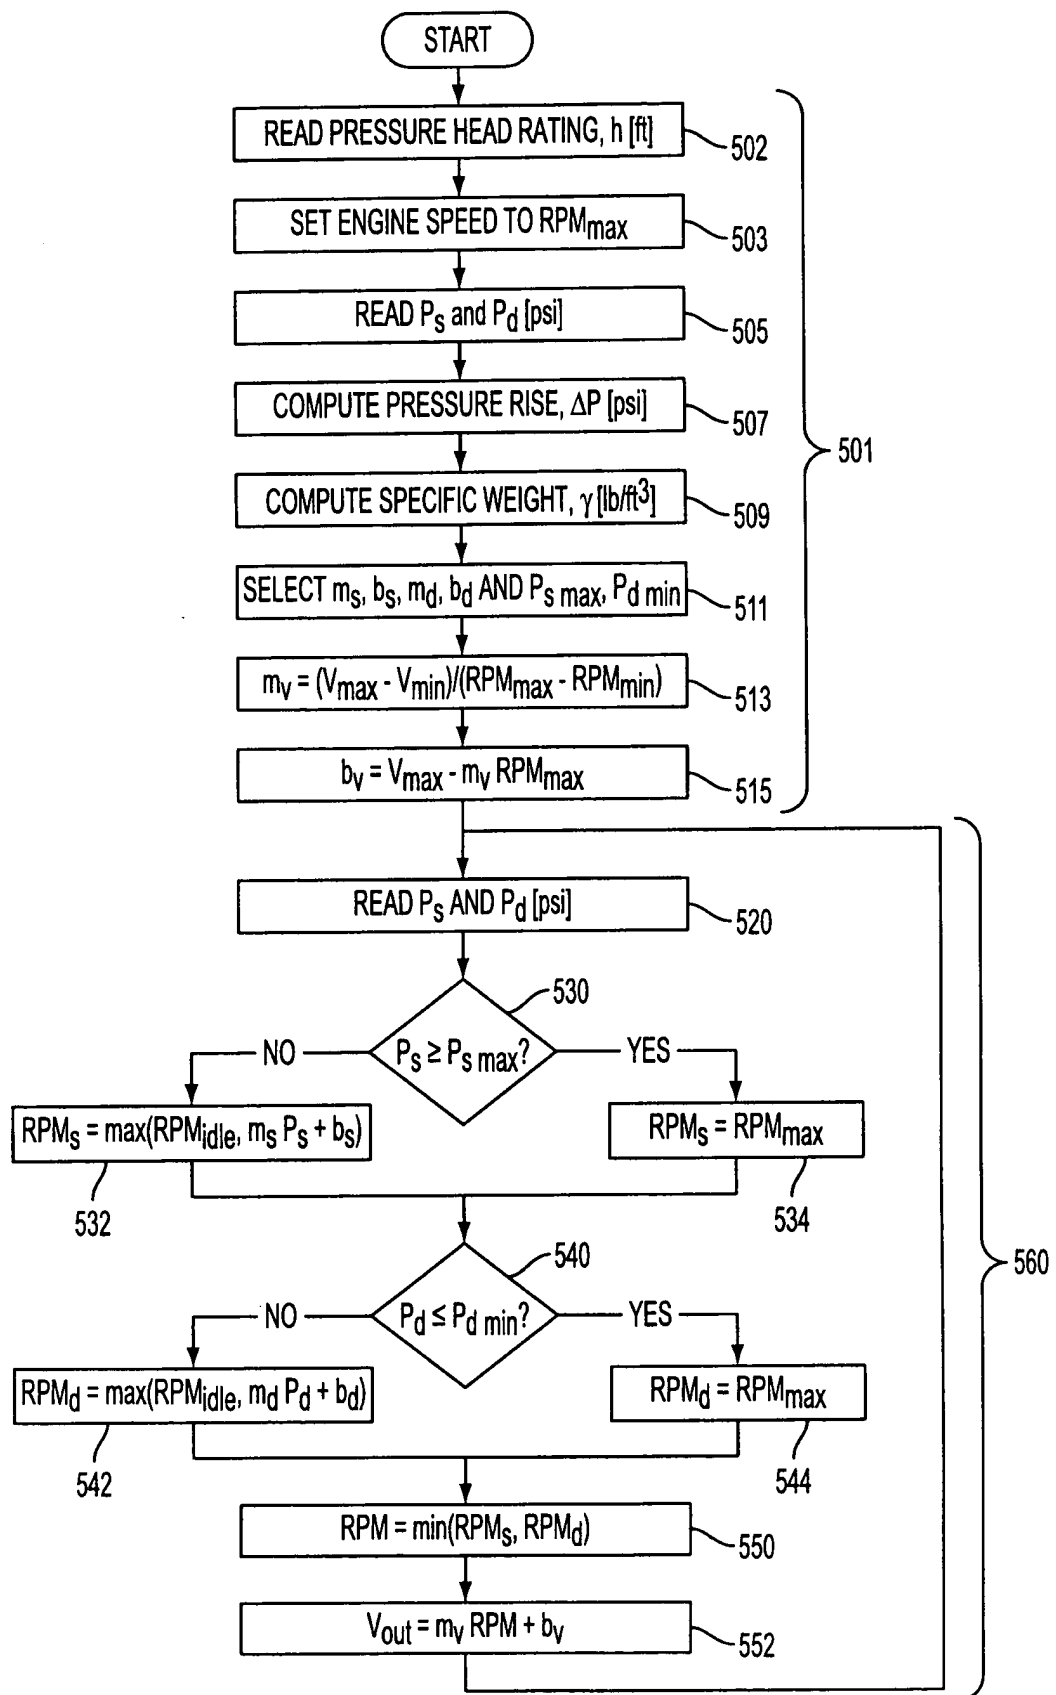 START
READ PRESSURE HEAD RATING, h [ft]
502
SET ENGINE SPEED TO RPMmax
503
READ Ps and Pd [psi]
505
COMPUTE PRESSURE RISE, ΔP [psi]
507
501
COMPUTE SPECIFIC WEIGHT, γ [lb/ft³]
509
SELECT ms, bs, md, bd AND Ps max, Pd min
511
mv = (Vmax - Vmin)/(RPMmax - RPMmin)
513
bv = Vmax - mv RPMmax
515
READ Ps AND Pd [psi]
520
530
Ps ≥ Ps max?
NO
YES
RPMs = max(RPMidle, ms Ps + bs)
RPMs = RPMmax
532
534
540
560
Pd ≤ Pd min?
NO
YES
RPMd = max(RPMidle, md Pd + bd)
RPMd = RPMmax
542
544
RPM = min(RPMs, RPMd)
550
Vout = mv RPM + bv
552